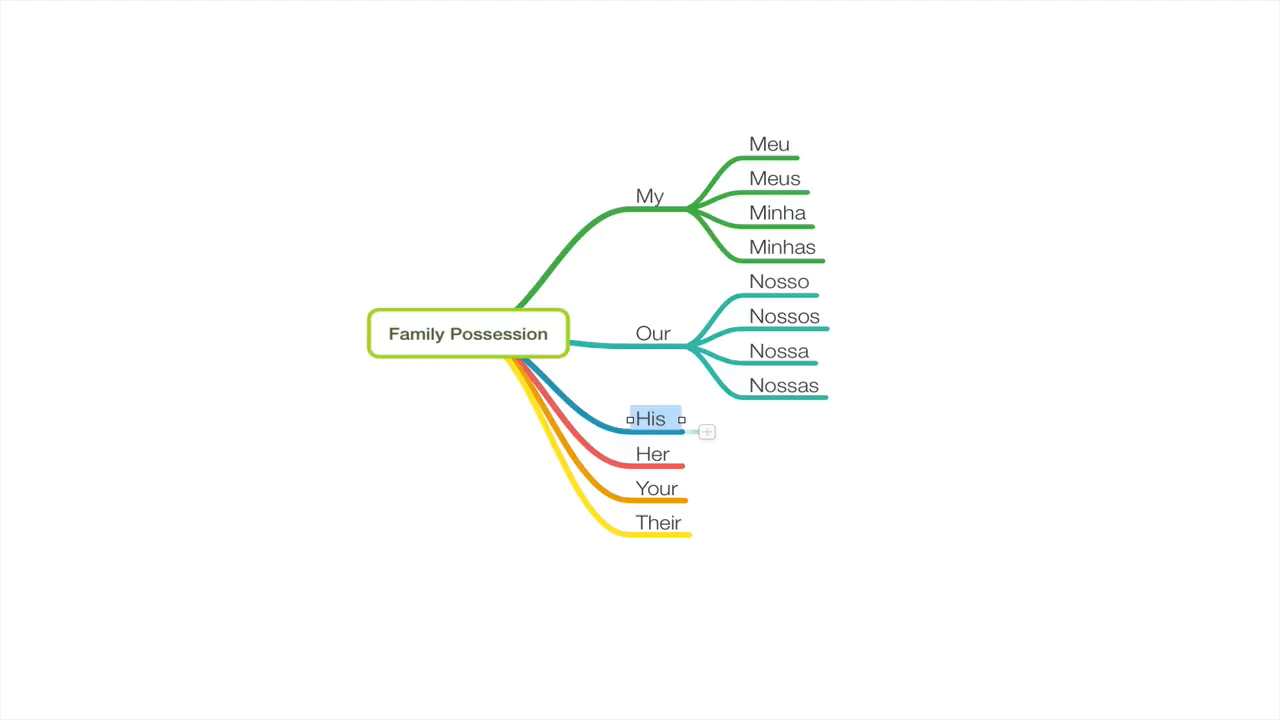 Family Possession
My
Meu
Meus
Minha
Minhas
Our
Nosso
Nossos
Nossa
Nossas
His
Her
Your
Their